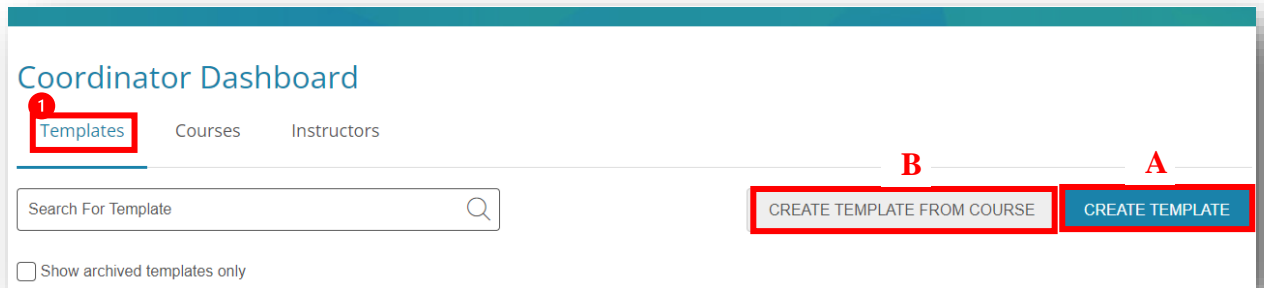 Coordinator Dashboard
1
Templates Courses Instructors
B A
Search For Template CREATE TEMPLATE FROM COURSE CREATE TEMPLATE
Show archived templates only